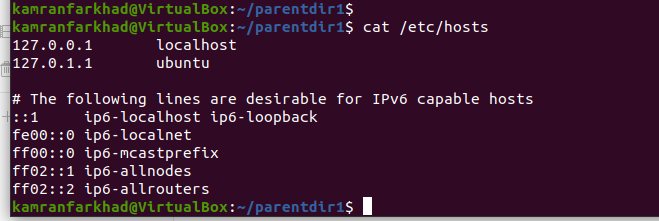 kamranfarkhad@VirtualBox:~/parentdir1$
kamranfarkhad@VirtualBox:~/parentdir1$ cat /etc/hosts
127.0.0.1       localhost
127.0.1.1       ubuntu

# The following lines are desirable for IPv6 capable hosts
::1     ip6-localhost ip6-loopback
fe00::0 ip6-localnet
ff00::0 ip6-mcastprefix
ff02::1 ip6-allnodes
ff02::2 ip6-allrouters
kamranfarkhad@VirtualBox:~/parentdir1$